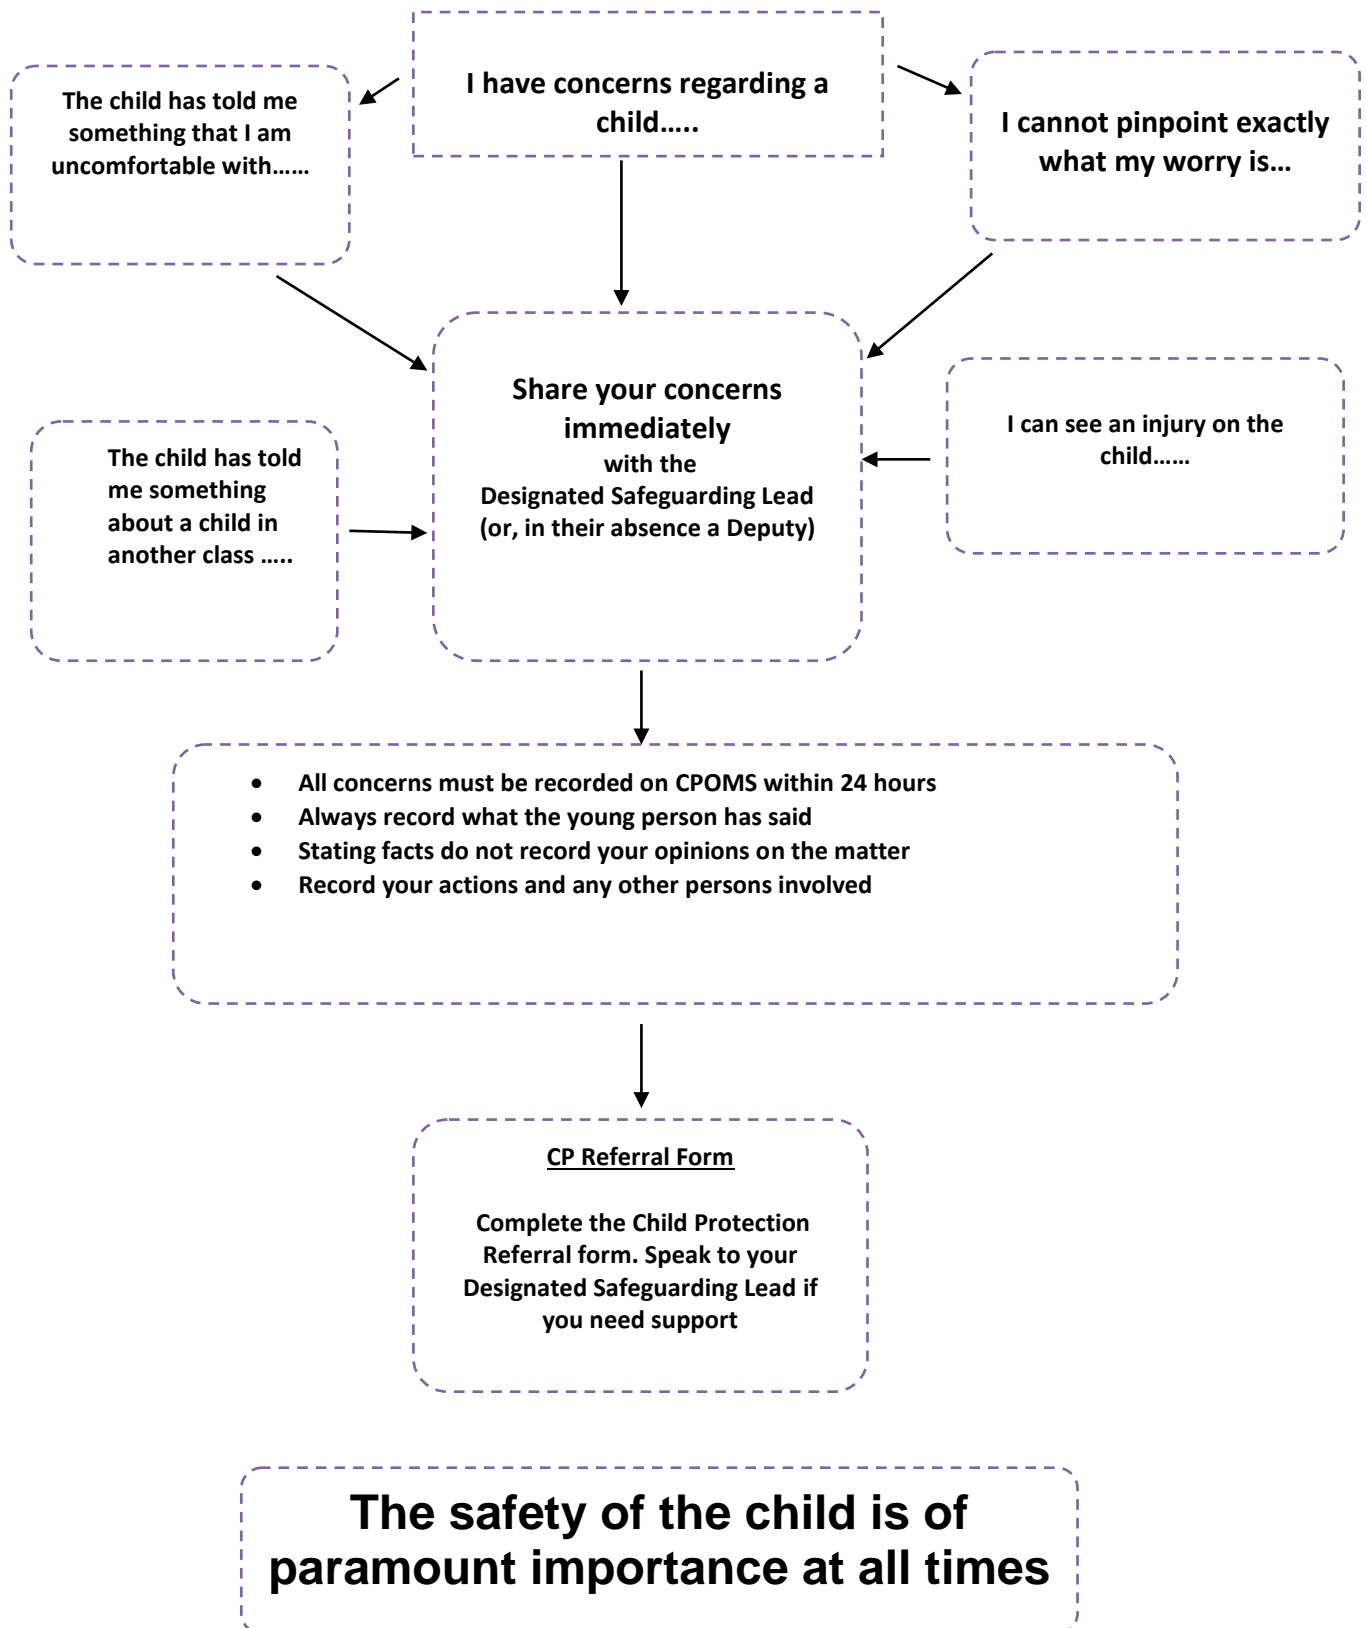 I have concerns regarding a
child.....
The child has told me
something that I am
uncomfortable with......
I cannot pinpoint exactly
what my worry is...
Share your concerns
immediately
with the
Designated Safeguarding Lead
(or, in their absence a Deputy)
I can see an injury on the
child......
The child has told
me something
about a child in
another class .....
• All concerns must be recorded on CPOMS within 24 hours
• Always record what the young person has said
• Stating facts do not record your opinions on the matter
• Record your actions and any other persons involved
CP Referral Form
Complete the Child Protection
Referral form. Speak to your
Designated Safeguarding Lead if
you need support
The safety of the child is of
paramount importance at all times